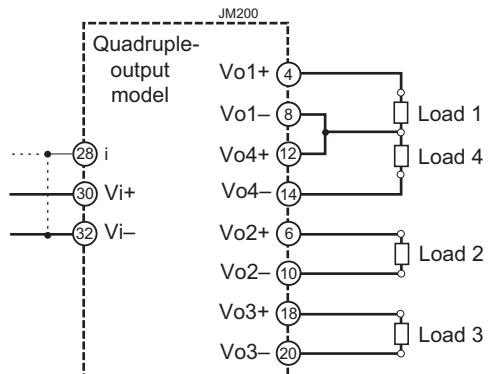 JM200
Quadruple-
output
model
Vo1+ 4
Vo1– 8
Load 1
28 i
Vo4+ 12
Load 4
30 Vi+
Vo4– 14
32 Vi–
Vo2+ 6
Load 2
Vo2– 10
Vo3+ 18
Load 3
Vo3– 20